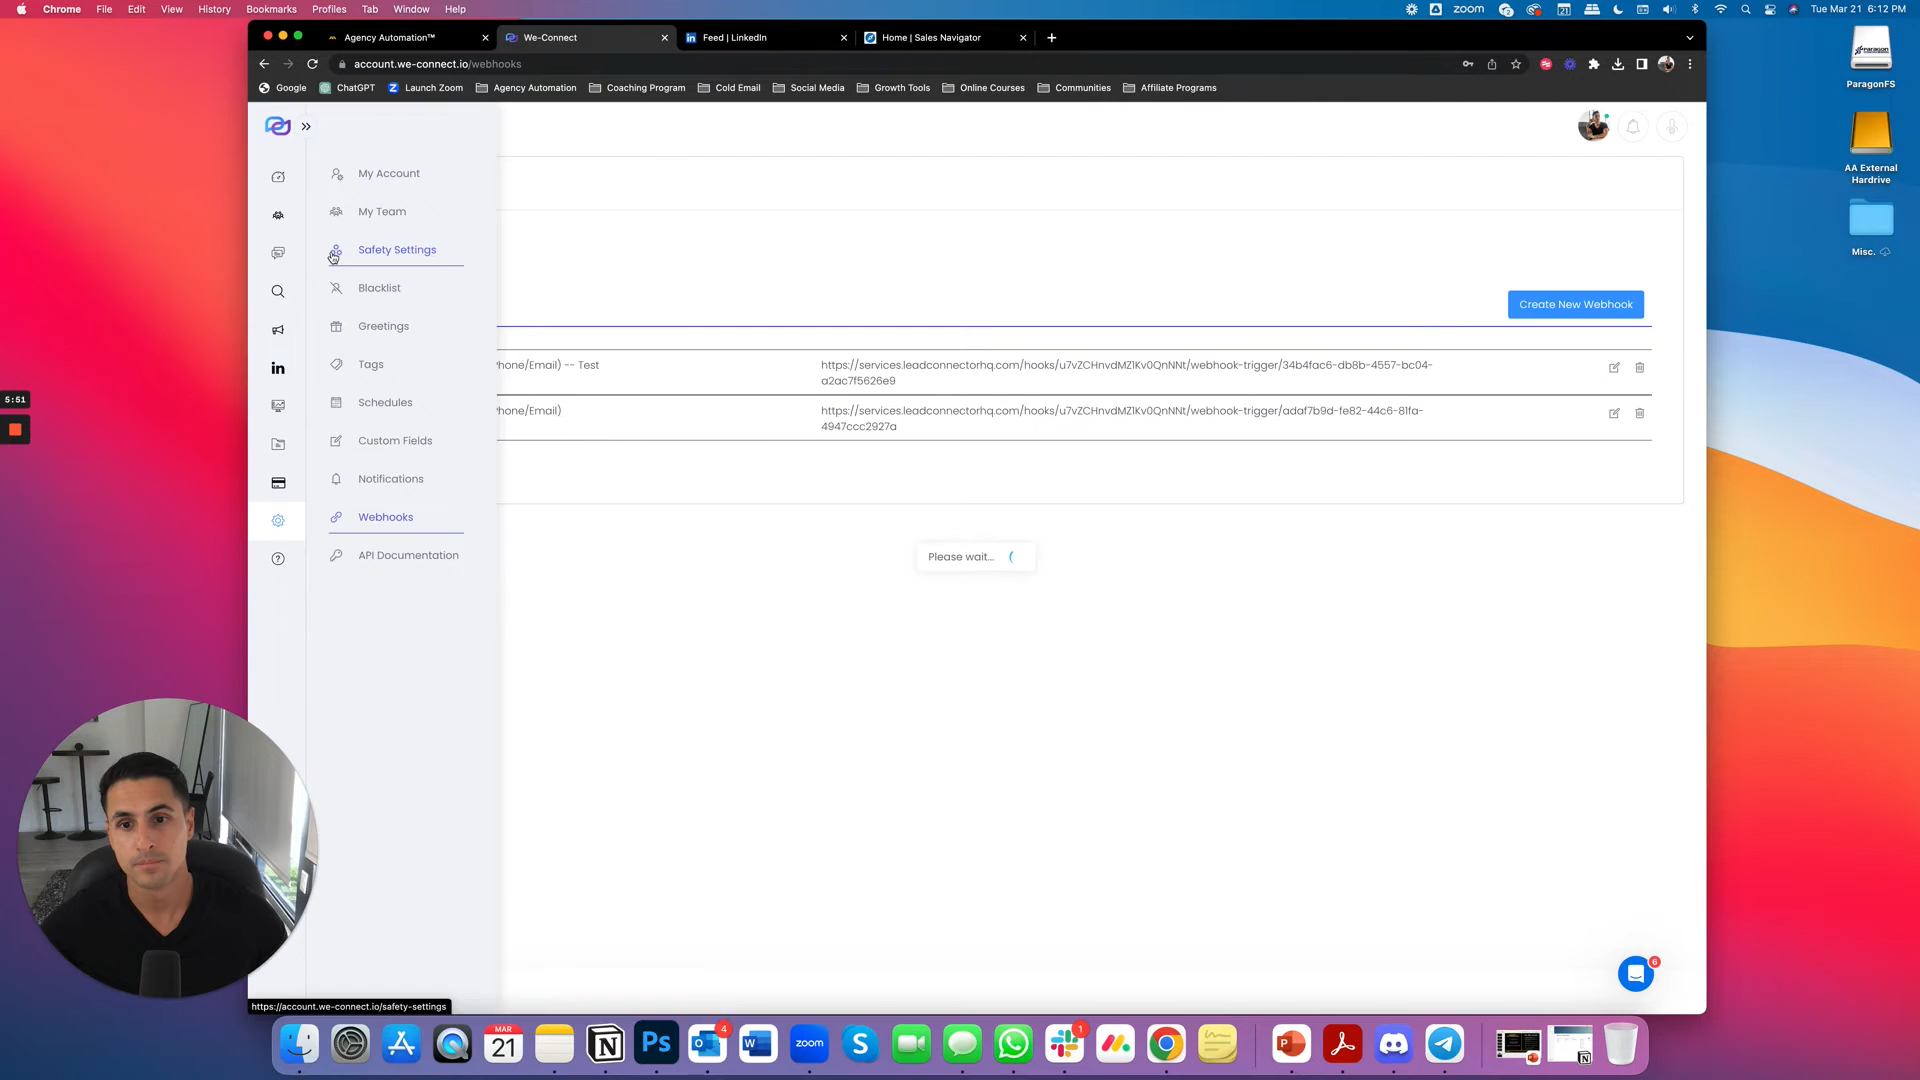 Chrome File Edit View History Bookmarks Profiles Tab Window Help
zoom
Tue Mar 21 6:12 PM
Agency Automation™
We-Connect
Feed | LinkedIn
Home | Sales Navigator
account.we-connect.io/webhooks
Google
ChatGPT
Launch Zoom
Agency Automation
Coaching Program
Cold Email
Social Media
Growth Tools
Online Courses
Communities
Affiliate Programs
ParagonFS
AA External
Hardrive
Misc.
My Account
My Team
Safety Settings
Blacklist
Greetings
Tags
Schedules
Custom Fields
Notifications
Webhooks
API Documentation
Create New Webhook
hone/Email) -- Test
https://services.leadconnectorhq.com/hooks/u7vZCHnvdMZ1Kv0QnNNt/webhook-trigger/34b4fac6-db8b-4557-bc04-
a2ac7f5626e9
hone/Email)
https://services.leadconnectorhq.com/hooks/u7vZCHnvdMZ1Kv0QnNNt/webhook-trigger/adaf7b9d-fe82-44c6-81fa-
4947ccc2927a
Please wait...
5:51
6
https://account.we-connect.io/safety-settings
MAR
21
Ps
4
W
zoom
1